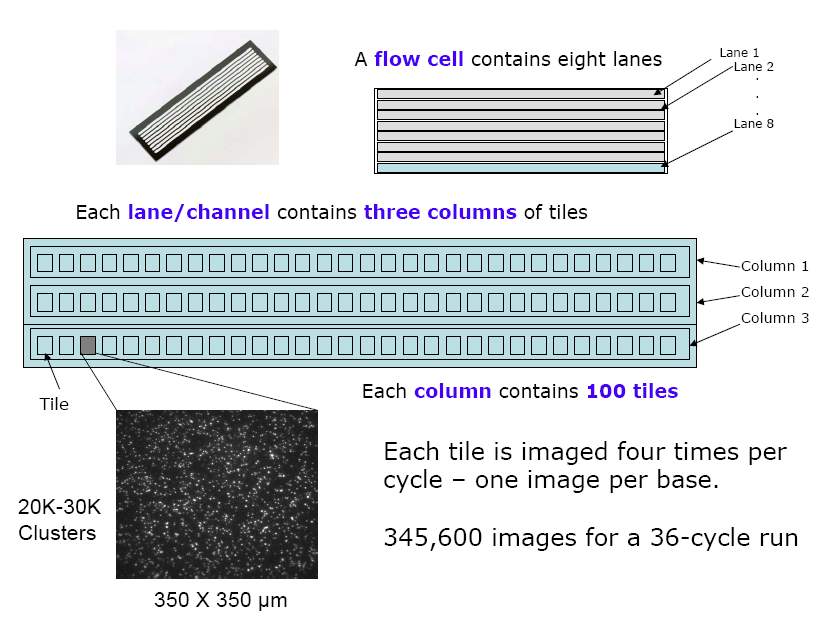 A flow cell contains eight lanes
Lane 1
Lane 2
.
.
.
Lane 8
Each lane/channel contains three columns of tiles
Column 1
Column 2
Column 3
Tile
Each column contains 100 tiles
20K-30K
Clusters
350 X 350 µm
Each tile is imaged four times per
cycle – one image per base.
345,600 images for a 36-cycle run